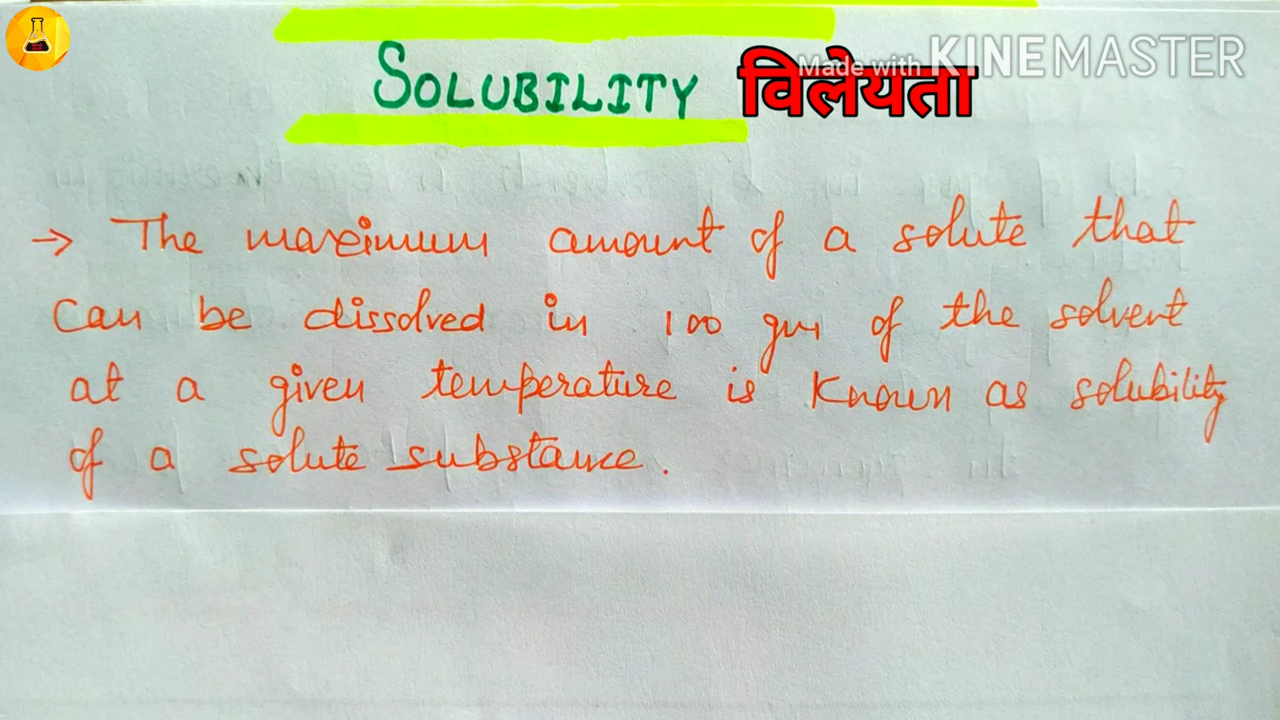 SOLUBILITY विलेयता
Made with KINEMASTER
→ The maximum amount of a solute that
can be dissolved in 100 gm of the solvent
at a given temperature is known as solubility
of a solute substance.